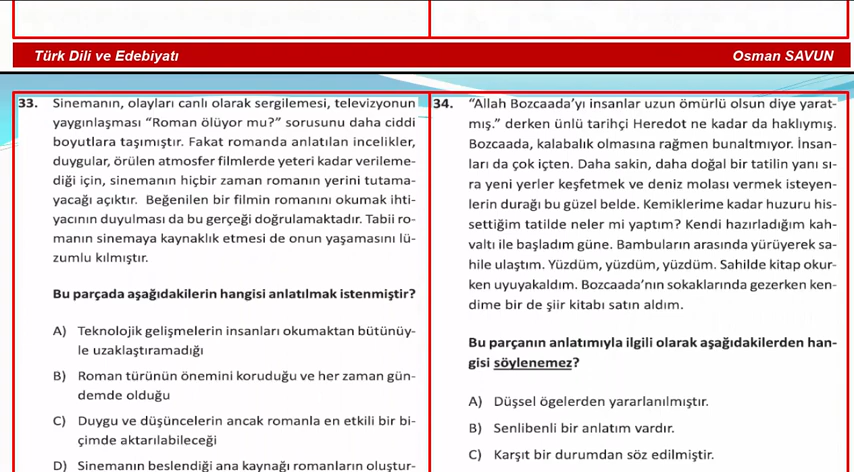 Türk Dili ve Edebiyatı
Osman SAVUN
33. Sinemanın, olayları canlı olarak sergilemesi, televizyonun
yaygınlaşması “Roman ölüyor mu?” sorusunu daha ciddi
boyutlara taşımıştır. Fakat romanda anlatılan incelikler,
duygular, örülen atmosfer filmlerde yeteri kadar verileme-
diği için, sinemanın hiçbir zaman romanın yerini tutama-
yacağı açıktır. Beğenilen bir filmin romanını okumak ihti-
yacının duyulması da bu gerçeği doğrulamaktadır. Tabii ro-
manın sinemaya kaynaklık etmesi de onun yaşamasını lü-
zumlu kılmıştır.
Bu parçada aşağıdakilerin hangisi anlatılmak istenmiştir?
A) Teknolojik gelişmelerin insanları okumaktan bütünüy-
le uzaklaştıramadığı
B) Roman türünün önemini koruduğu ve her zaman gün-
demde olduğu
C) Duygu ve düşüncelerin ancak romanla en etkili bir bi-
çimde aktarılabileceği
D) Sinemanın beslendiği ana kaynağı romanların oluştur-
34. “Allah Bozcaada’yı insanlar uzun ömürlü olsun diye yarat-
mış.” derken ünlü tarihçi Heredot ne kadar da haklıymış.
Bozcaada, kalabalık olmasına rağmen bunaltmıyor. İnsan-
ları da çok içten. Daha sakin, daha doğal bir tatilin yanı sı-
ra yeni yerler keşfetmek ve deniz molası vermek isteyen-
lerin durağı bu güzel belde. Kemiklerime kadar huzuru his-
settiğim tatilde neler mi yaptım? Kendi hazırladığım kah-
valtı ile başladım güne. Bambuların arasında yürüyerek sa-
hile ulaştım. Yüzdüm, yüzdüm, yüzdüm. Sahilde kitap okur-
ken uyuyakaldım. Bozcaada’nın sokaklarında gezerken ken-
dime bir de şiir kitabı satın aldım.
Bu parçanın anlatımıyla ilgili olarak aşağıdakilerden han-
gisi söylenemez?
A) Düşsel ögelerden yararlanılmıştır.
B) Senlibenli bir anlatım vardır.
C) Karşıt bir durumdan söz edilmiştir.